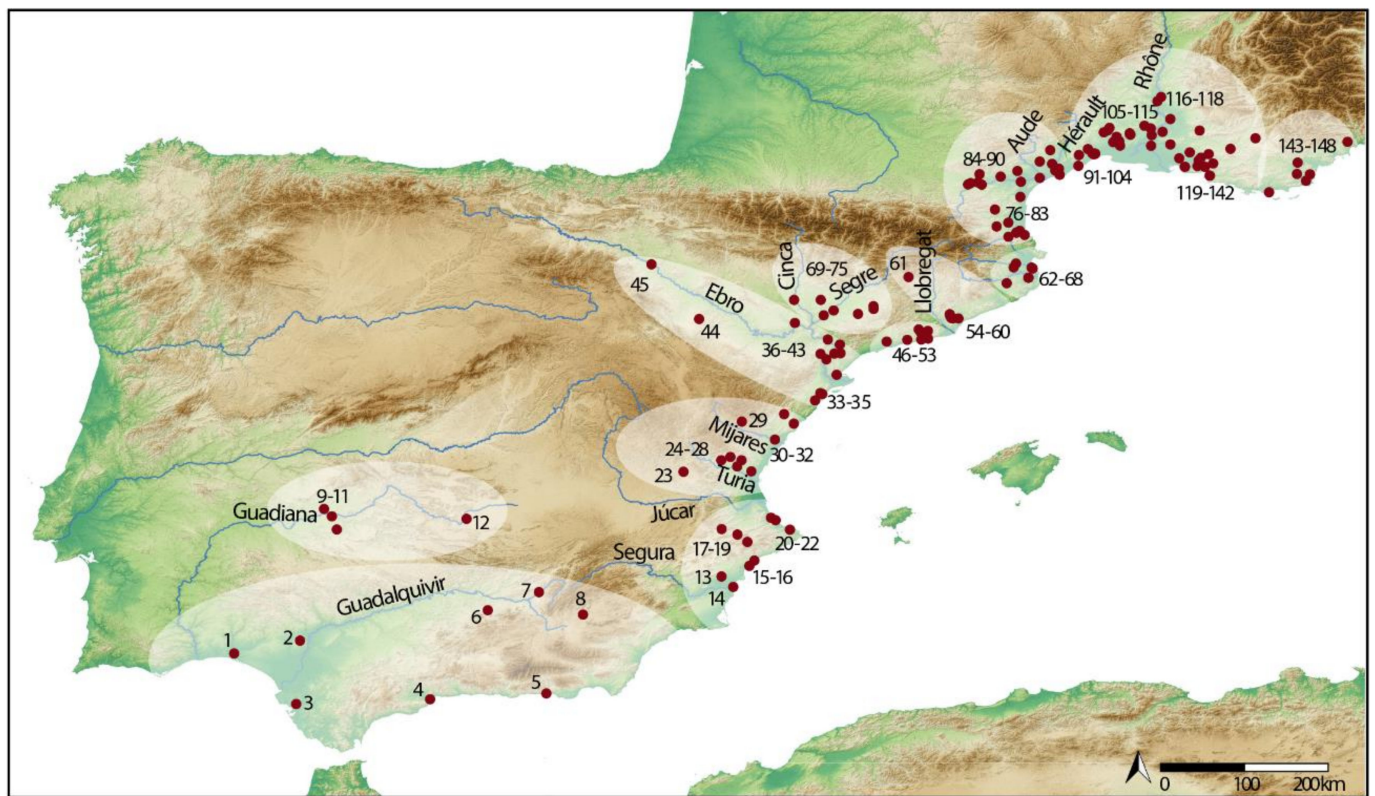 Rhône
116-118
105-115
Hérault
Aude
143-148
84-90
91-104
119-142
76-83
Cinca
69-75
61
Llobregat
Segre
62-68
45
Ebro
44
54-60
36-43
46-53
33-35
29
Mijares
24-28
30-32
23
Turia
9-11
Guadiana
12
Júcar
20-22
17-19
Segura
13
15-16
14
7
Guadalquivir
8
6
1
2
4
5
3
0 100 200km